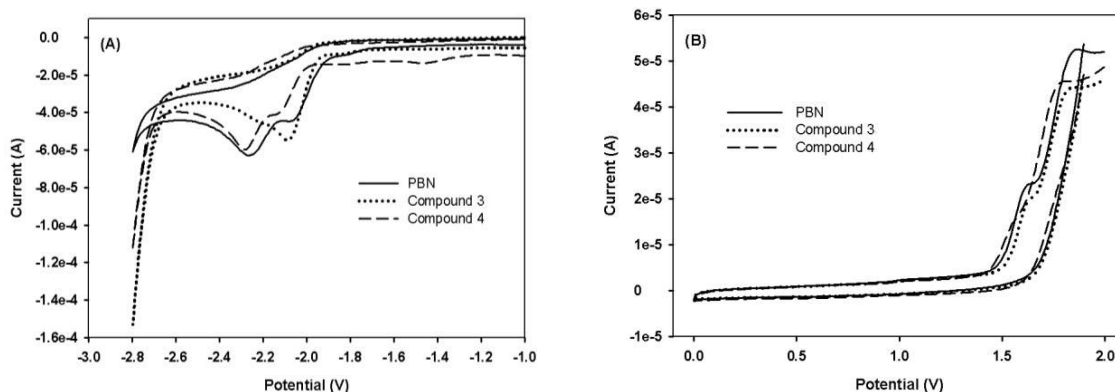 (A)
0.0
-2.0e-5
-4.0e-5
-6.0e-5
-8.0e-5
-1.0e-4
-1.2e-4
-1.4e-4
-1.6e-4
Current (A)
PBN
Compound 3
Compound 4
-3.0 -2.8 -2.6 -2.4 -2.2 -2.0 -1.8 -1.6 -1.4 -1.2 -1.0
Potential (V)
(B)
6e-5
5e-5
4e-5
3e-5
2e-5
1e-5
0
-1e-5
Current (A)
PBN
Compound 3
Compound 4
0.0 0.5 1.0 1.5 2.0
Potential (V)